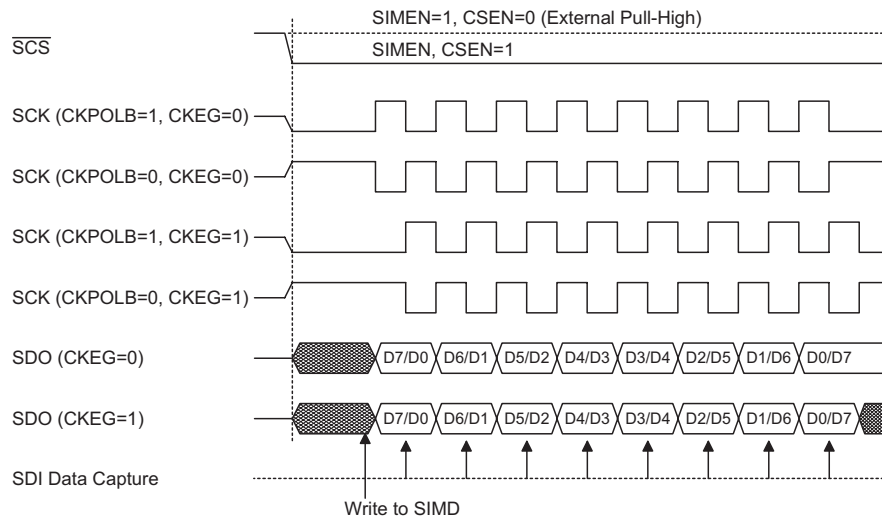 SIMEN=1, CSEN=0 (External Pull-High)
SCS
SIMEN, CSEN=1
SCK (CKPOLB=1, CKEG=0)
SCK (CKPOLB=0, CKEG=0)
SCK (CKPOLB=1, CKEG=1)
SCK (CKPOLB=0, CKEG=1)
SDO (CKEG=0) D7/D0 D6/D1 D5/D2 D4/D3 D3/D4 D2/D5 D1/D6 D0/D7
SDO (CKEG=1) D7/D0 D6/D1 D5/D2 D4/D3 D3/D4 D2/D5 D1/D6 D0/D7
SDI Data Capture
Write to SIMD